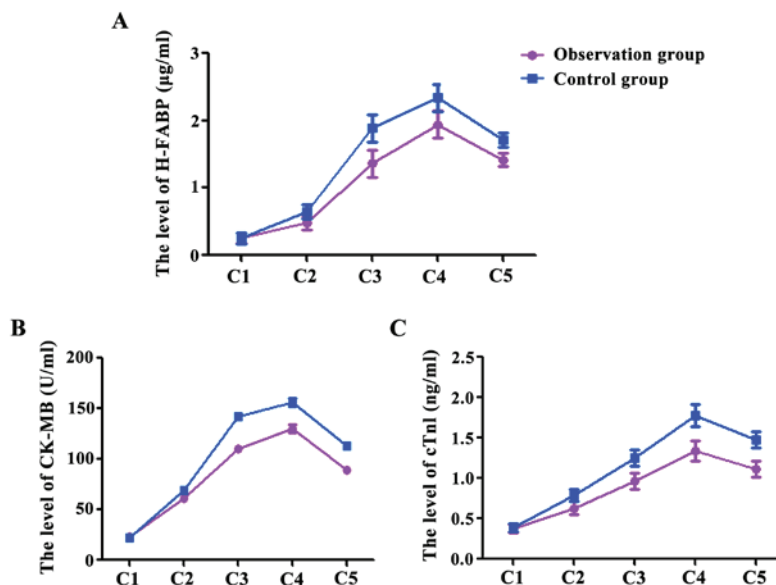 A
The level of H-FABP (µg/ml)
3
2
1
0
C1 C2 C3 C4 C5
Observation group
Control group
B
The level of CK-MB (U/ml)
200
150
100
50
0
C1 C2 C3 C4 C5
C
The level of cTnl (ng/ml)
2.5
2.0
1.5
1.0
0.5
0.0
C1 C2 C3 C4 C5